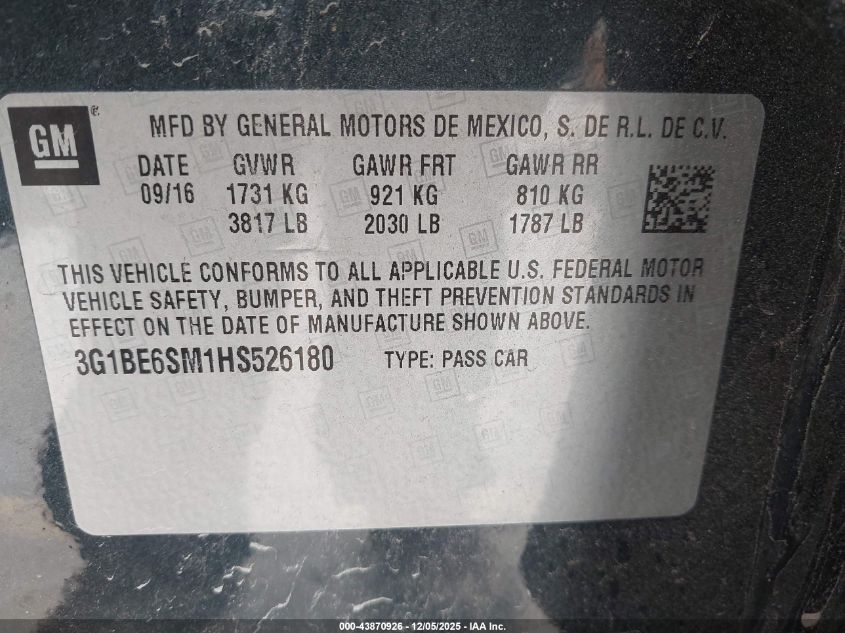 GM
MFD BY GENERAL MOTORS DE MEXICO, S. DE R.L. DE C.V.
DATE GVWR GAWR FRT GAWR RR
09/16 1731 KG 921 KG 810 KG
3817 LB 2030 LB 1787 LB
THIS VEHICLE CONFORMS TO ALL APPLICABLE U.S. FEDERAL MOTOR
VEHICLE SAFETY, BUMPER, AND THEFT PREVENTION STANDARDS IN
EFFECT ON THE DATE OF MANUFACTURE SHOWN ABOVE.
3G1BE6SM1HS526180 TYPE: PASS CAR
000-43870926 - 12/05/2025 - IAA Inc.